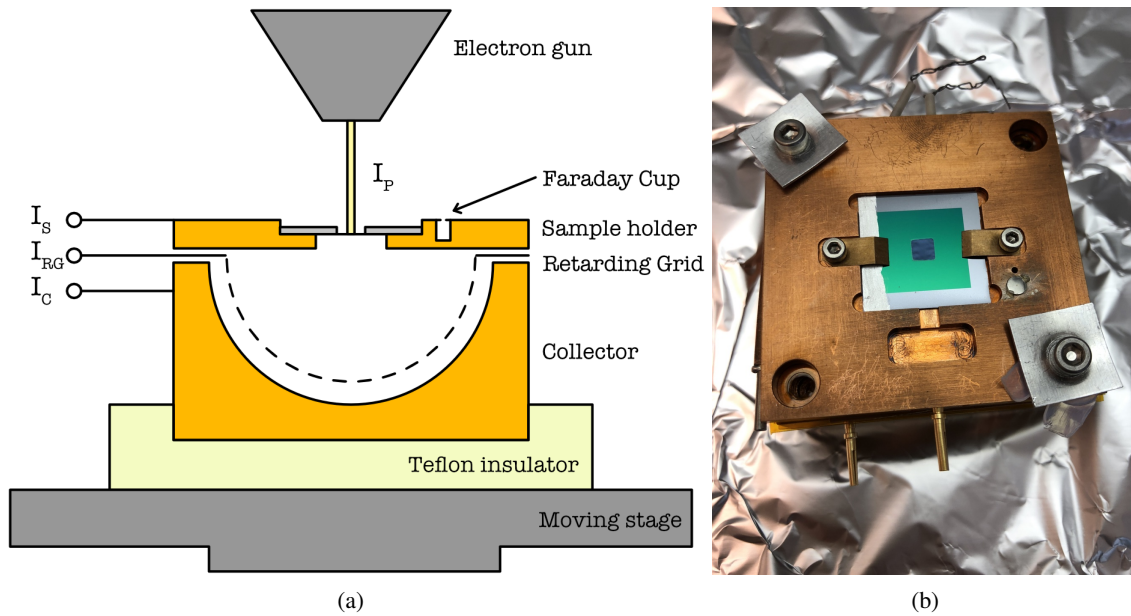 Electron gun
I_P
Faraday Cup
I_S
Sample holder
I_RG
Retarding Grid
I_C
Collector
Teflon insulator
Moving stage
(a)
(b)